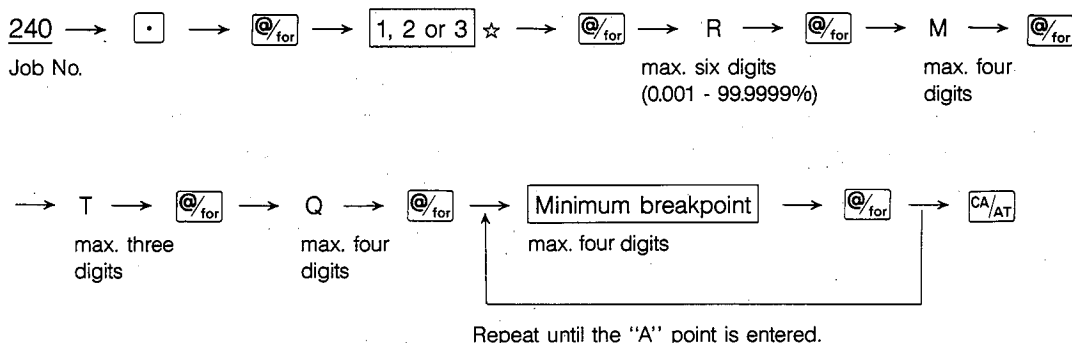 240 → · → @/for → 1, 2 or 3 ☆ → @/for → R → @/for → M → @/for
Job No.
max. six digits
(0.001 - 99.9999%)
max. four
digits
→ T → @/for → Q → @/for → Minimum breakpoint → @/for → CA/AT
max. three
digits
max. four
digits
max. four digits
Repeat until the "A" point is entered.